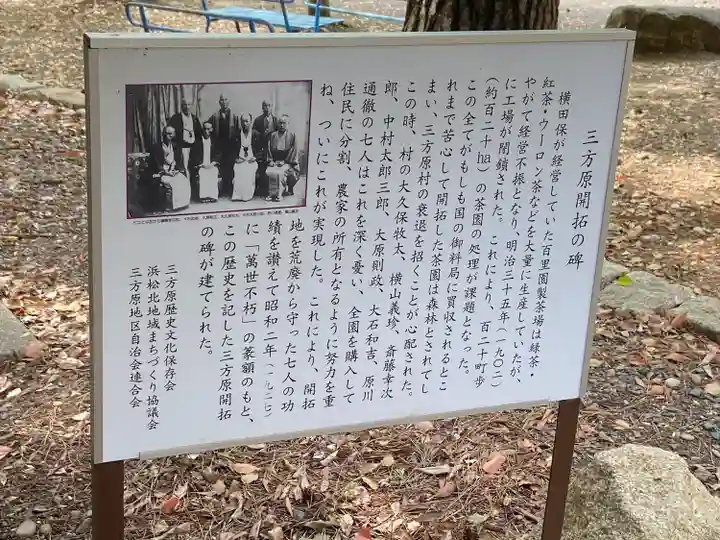 三方原開拓の碑
横田保が経営していた百里園製茶場は緑茶・
紅茶・ウーロン茶などを大量に生産していたが、
やがて経営不振となり、明治三十五年（一九〇二）
に工場が閉鎖された。これにより、百二十町歩
（約百二十ha）の茶園の処理が課題となった。
この全てがもしも国の御料局に買収されるとこ
れまで苦心して開拓した茶園は森林とされてし
まい、三方原村の衰退を招くことが心配された。
この時、村の大久保牧太、横山義珍、斎藤幸次
郎、中村太郎三郎、大原則政、大石和吉、原川
通徹の七人はこれを深く憂い、全園を購入して
住民に分割、農家の所有となるように努力を重
ね、ついにこれが実現した。これにより、開拓
地を荒廃から守った七人の功
績を讃えて昭和二年（一九二七）
に「萬世不朽」の篆額のもと、
この歴史を記した三方原開拓
の碑が建てられた。
三方原歴史文化保存会
浜松北地域まちづくり協議会
三方原地区自治会連合会